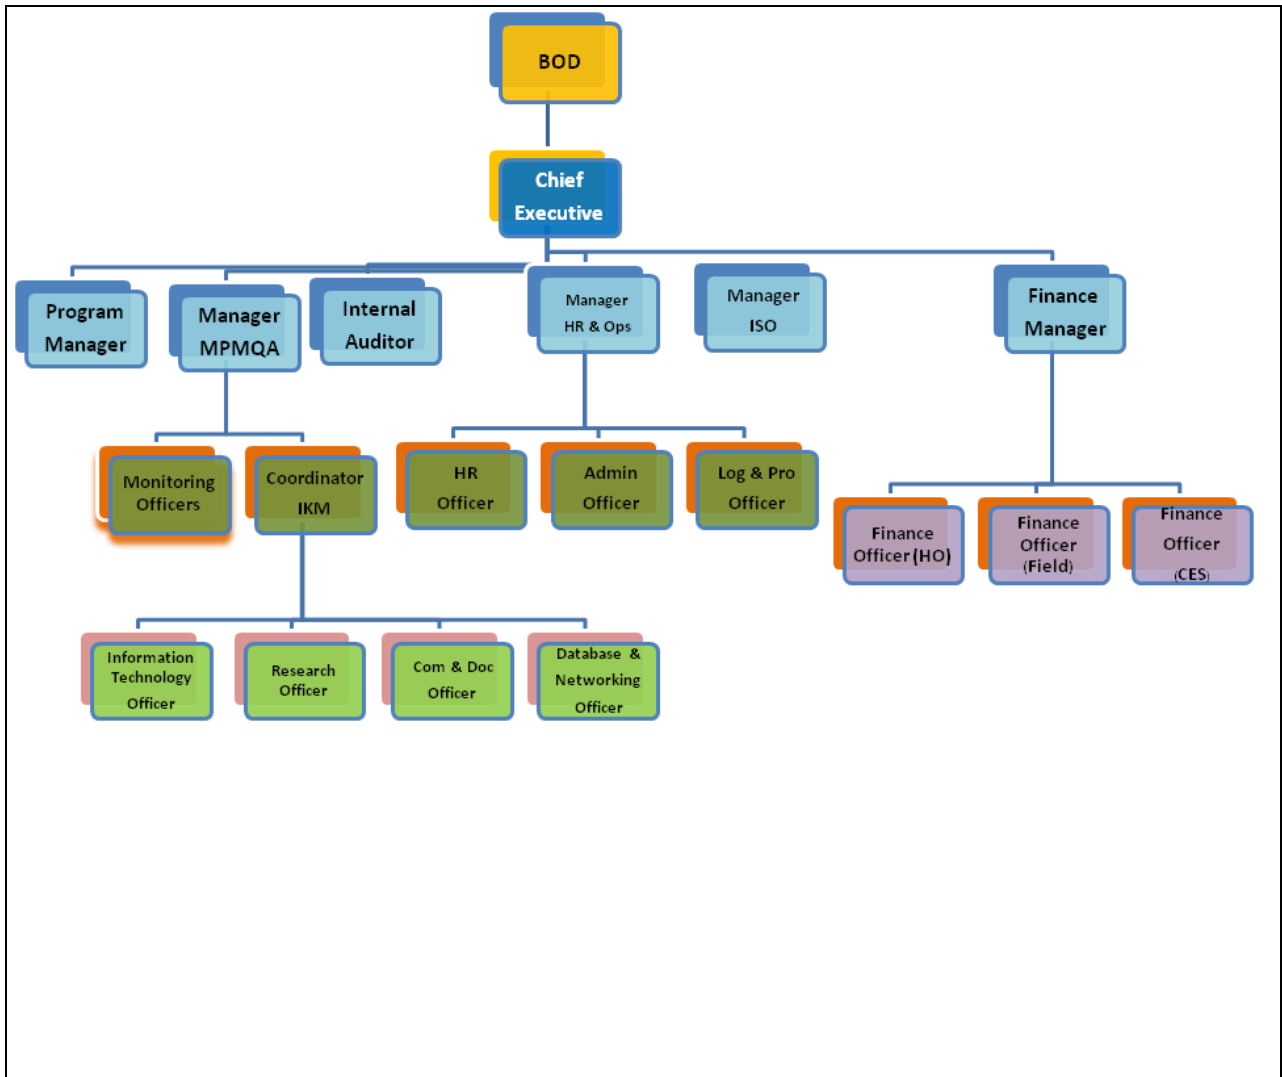 BOD
Chief
Executive
Program
Manager
Manager
MPMQA
Internal
Auditor
Manager
HR & Ops
Manager
ISO
Finance
Manager
Monitoring
Officers
Coordinator
IKM
HR
Officer
Admin
Officer
Log & Pro
Officer
Finance
Officer (HO)
Finance
Officer
(Field)
Finance
Officer
(CES)
Information
Technology
Officer
Research
Officer
Com & Doc
Officer
Database &
Networking
Officer